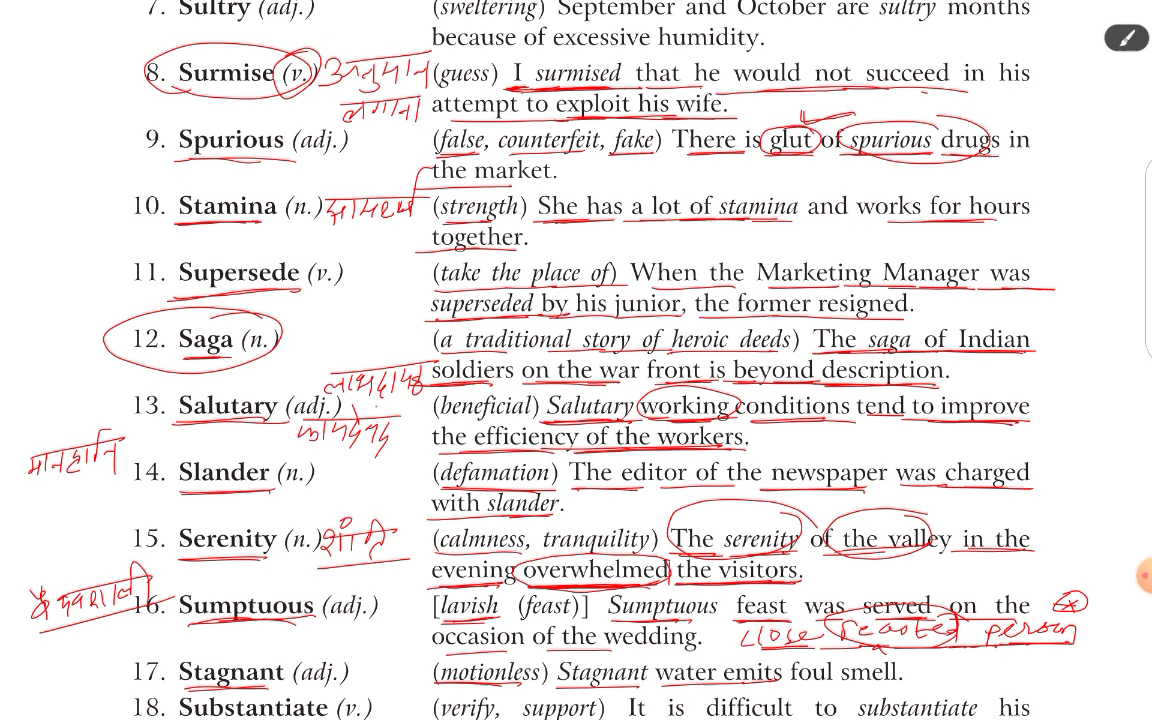 7. Sultry (adj.) (sweltering) September and October are sultry months
because of excessive humidity.
8. Surmise (v.) अनुमान (guess) I surmised that he would not succeed in his
लगाना attempt to exploit his wife.
9. Spurious (adj.) (false, counterfeit, fake) There is glut of spurious drugs in
the market.
10. Stamina (n.) सामर्थ्य (strength) She has a lot of stamina and works for hours
together.
11. Supersede (v.) (take the place of) When the Marketing Manager was
superseded by his junior, the former resigned.
12. Saga (n.) (a traditional story of heroic deeds) The saga of Indian
soldiers on the war front is beyond description.
लाभदायक
13. Salutary (adj.) (beneficial) Salutary working conditions tend to improve
the efficiency of the workers.
मानहानि
14. Slander (n.) (defamation) The editor of the newspaper was charged
with slander.
15. Serenity (n.) शांति (calmness, tranquility) The serenity of the valley in the
evening overwhelmed the visitors.
16. Sumptuous (adj.) [lavish (feast)] Sumptuous feast was served on the
occasion of the wedding. close person
17. Stagnant (adj.) (motionless) Stagnant water emits foul smell.
18. Substantiate (v.) (verify, support) It is difficult to substantiate his